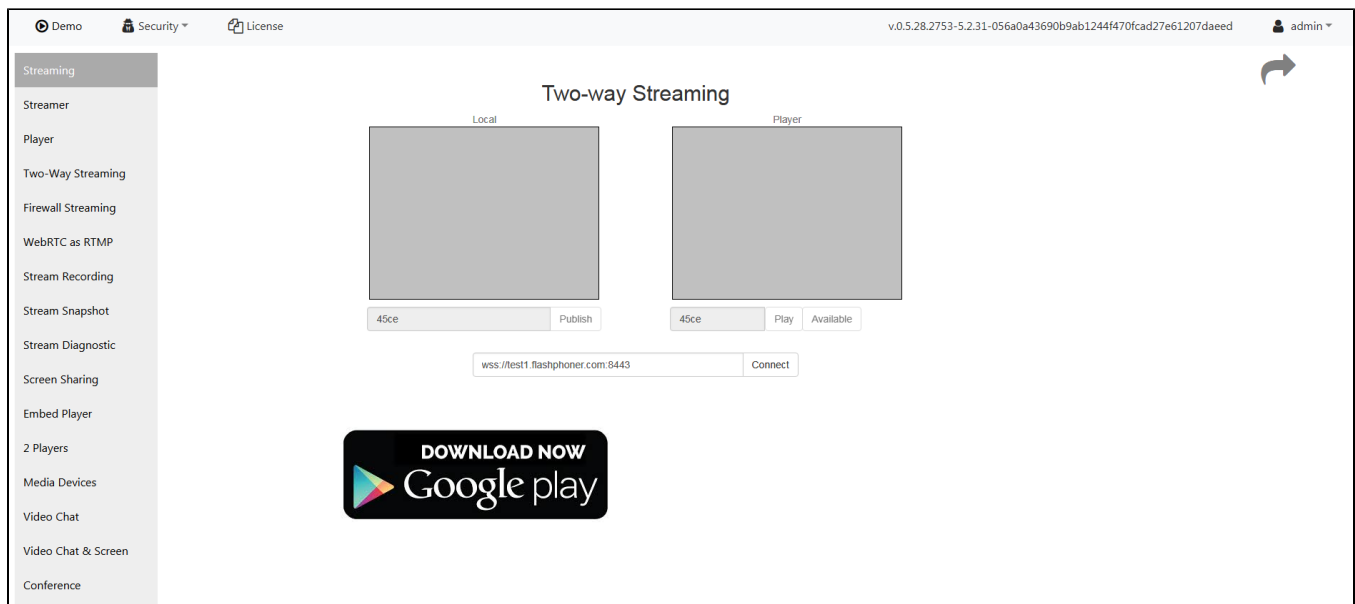 Demo Security License v.0.5.28.2753-5.2.31-056a0a43690b9ab1244f470fcad27e61207daeed admin
Streaming
Streamer
Player
Two-Way Streaming
Firewall Streaming
WebRTC as RTMP
Stream Recording
Stream Snapshot
Stream Diagnostic
Screen Sharing
Embed Player
2 Players
Media Devices
Video Chat
Video Chat & Screen
Conference
Two-way Streaming
Local Player
45ce Publish 45ce Play Available
wss://test1.flashphoner.com:8443 Connect
DOWNLOAD NOW
Google play